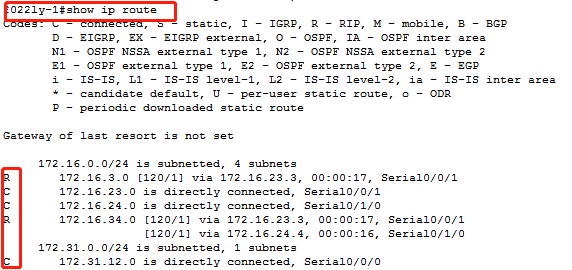 r022ly-1#show ip route
Codes: C - connected, S - static, I - IGRP, R - RIP, M - mobile, B - BGP
D - EIGRP, EX - EIGRP external, O - OSPF, IA - OSPF inter area
N1 - OSPF NSSA external type 1, N2 - OSPF NSSA external type 2
E1 - OSPF external type 1, E2 - OSPF external type 2, E - EGP
i - IS-IS, L1 - IS-IS level-1, L2 - IS-IS level-2, ia - IS-IS inter area
* - candidate default, U - per-user static route, o - ODR
P - periodic downloaded static route
Gateway of last resort is not set
172.16.0.0/24 is subnetted, 4 subnets
R 172.16.3.0 [120/1] via 172.16.23.3, 00:00:17, Serial0/0/1
C 172.16.23.0 is directly connected, Serial0/0/1
C 172.16.24.0 is directly connected, Serial0/1/0
R 172.16.34.0 [120/1] via 172.16.23.3, 00:00:17, Serial0/0/1
[120/1] via 172.16.24.4, 00:00:16, Serial0/1/0
172.31.0.0/24 is subnetted, 1 subnets
C 172.31.12.0 is directly connected, Serial0/0/0